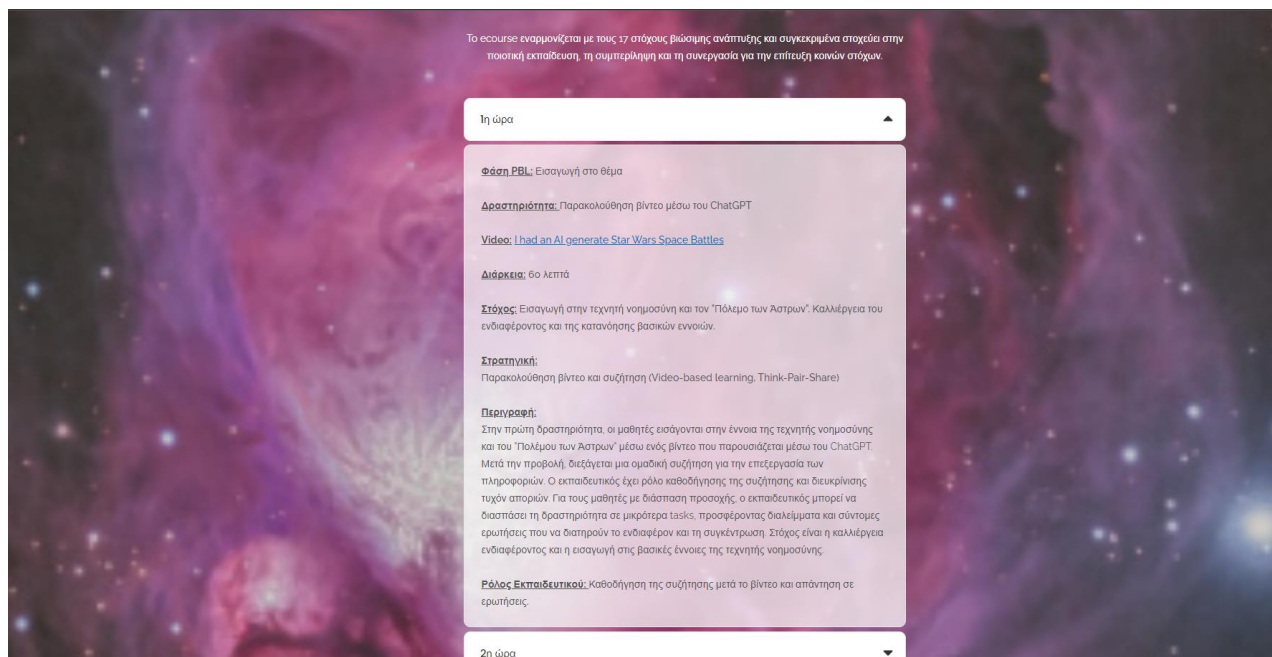 Το ecourse εναρμονίζεται με τους 17 στόχους βιώσιμης ανάπτυξης και συγκεκριμένα στοχεύει στην
ποιοτική εκπαίδευση, τη συμπερίληψη και τη συνεργασία για την επίτευξη κοινών στόχων.
1η ώρα
Φάση PBL: Εισαγωγή στο θέμα
Δραστηριότητα: Παρακολούθηση βίντεο μέσω του ChatGPT
Video: I had an AI generate Star Wars Space Battles
Διάρκεια: 60 λεπτά
Στόχος: Εισαγωγή στην τεχνητή νοημοσύνη και τον "Πόλεμο των Άστρων". Καλλιέργεια του
ενδιαφέροντος και της κατανόησης βασικών εννοιών.
Στρατηγική:
Παρακολούθηση βίντεο και συζήτηση (Video-based learning, Think-Pair-Share)
Περιγραφή:
Στην πρώτη δραστηριότητα, οι μαθητές εισάγονται στην έννοια της τεχνητής νοημοσύνης
και του "Πολέμου των Άστρων" μέσω ενός βίντεο που παρουσιάζεται μέσω του ChatGPT.
Μετά την προβολή, διεξάγεται μια ομαδική συζήτηση για την επεξεργασία των
πληροφοριών. Ο εκπαιδευτικός έχει ρόλο καθοδήγησης της συζήτησης και διευκρίνισης
τυχόν αποριών. Για τους μαθητές με διάσπαση προσοχής, ο εκπαιδευτικός μπορεί να
διασπάσει τη δραστηριότητα σε μικρότερα tasks, προσφέροντας διαλείμματα και σύντομες
ερωτήσεις που να διατηρούν το ενδιαφέρον και τη συγκέντρωση. Στόχος είναι η καλλιέργεια
ενδιαφέροντος και η εισαγωγή στις βασικές έννοιες της τεχνητής νοημοσύνης.
Ρόλος Εκπαιδευτικού: Καθοδήγηση της συζήτησης μετά το βίντεο και απάντηση σε
ερωτήσεις.
2η ώρα